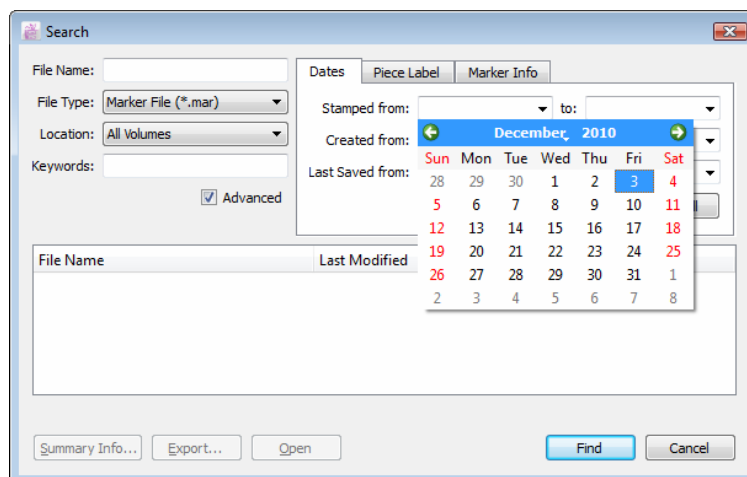 Search
File Name:
File Type: Marker File (*.mar)
Location: All Volumes
Keywords:
Advanced
Dates Piece Label Marker Info
Stamped from: to:
Created from:
Last Saved from:
December, 2010
Sun Mon Tue Wed Thu Fri Sat
28 29 30 1 2 3 4
5 6 7 8 9 10 11
12 13 14 15 16 17 18
19 20 21 22 23 24 25
26 27 28 29 30 31 1
2 3 4 5 6 7 8
File Name Last Modified
Summary Info... Export... Open Find Cancel